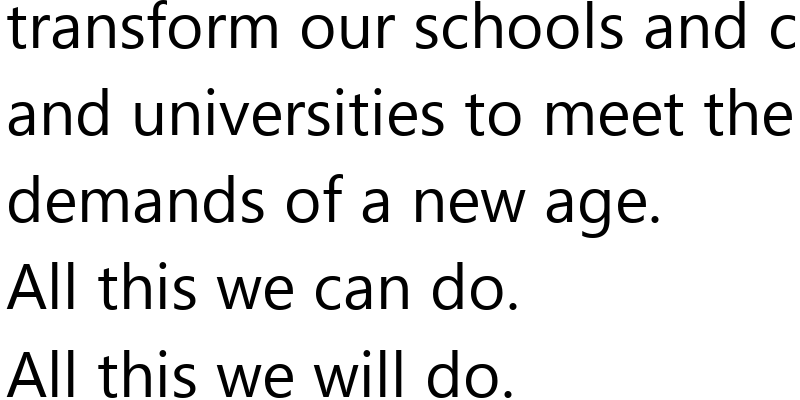 transform our schools and c
and universities to meet the
demands of a new age.
All this we can do.
All this we will do.